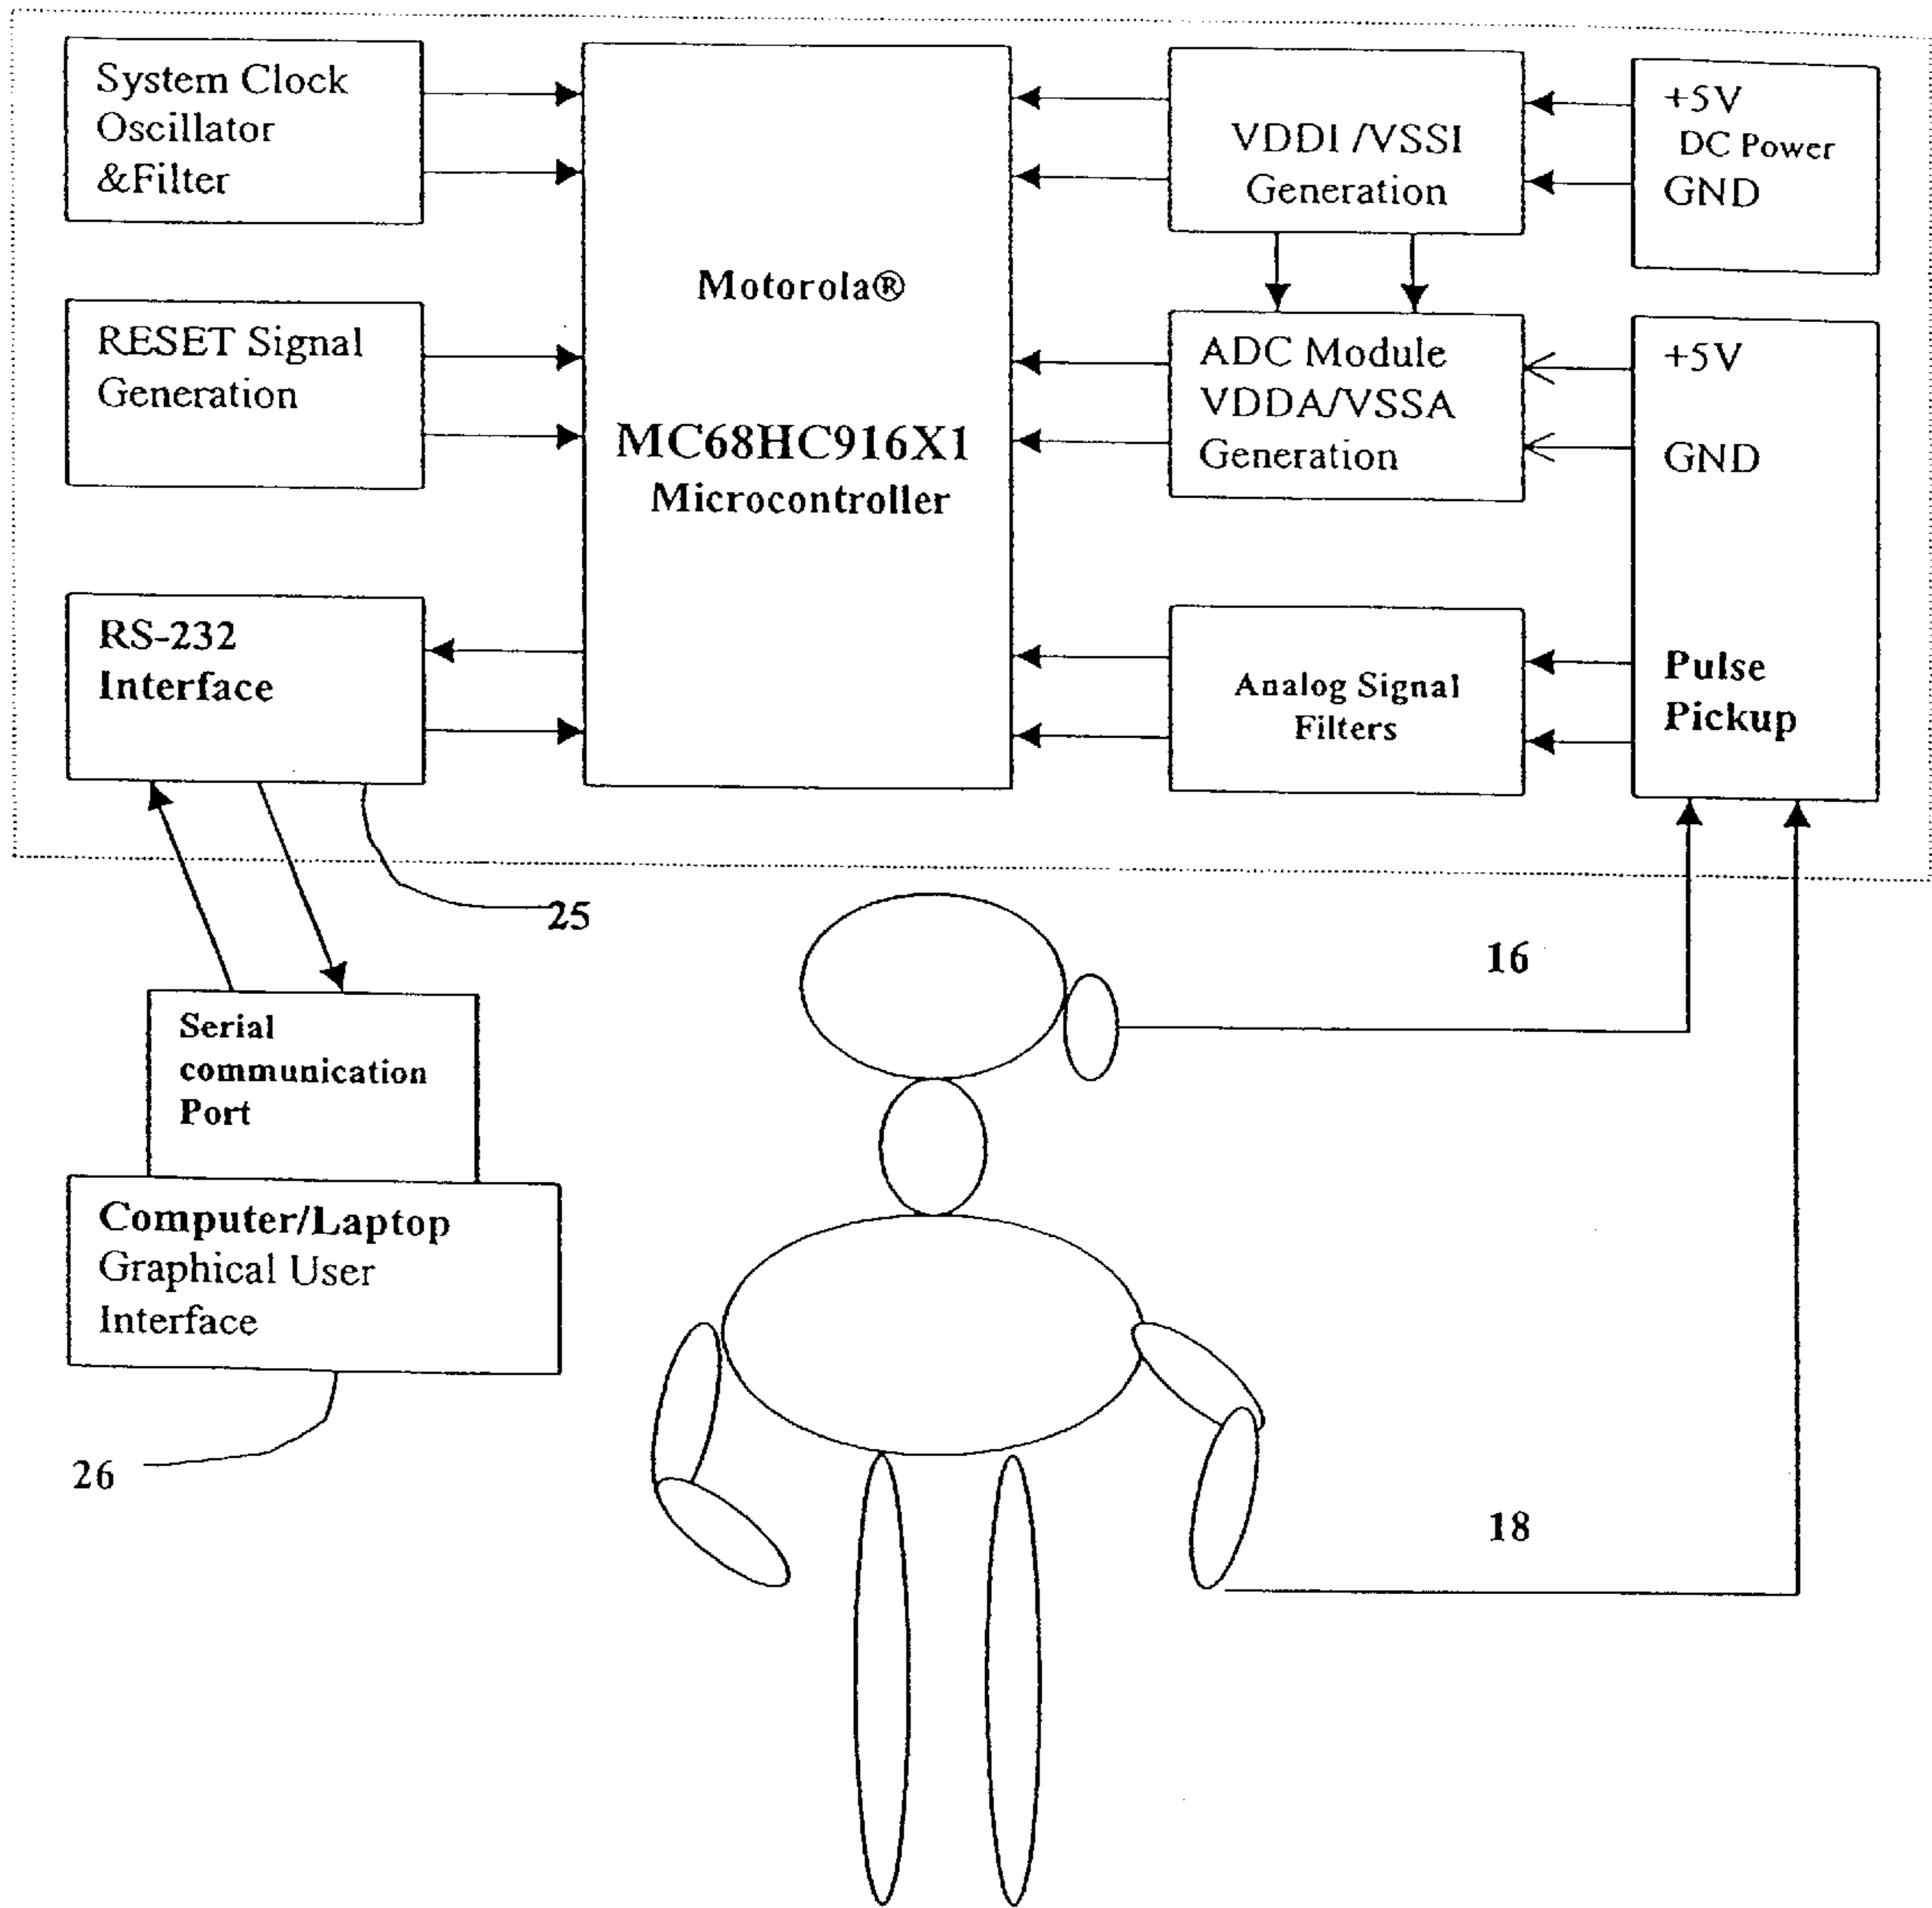 System Clock
Oscillator
&Filter
RESET Signal
Generation
RS-232
Interface
Motorola®
MC68HC916X1
Microcontroller
VDDI /VSSI
Generation
ADC Module
VDDA/VSSA
Generation
Analog Signal
Filters
+5V
DC Power
GND
+5V
GND
Pulse
Pickup
25
16
Serial
communication
Port
Computer/Laptop
Graphical User
Interface
26
18